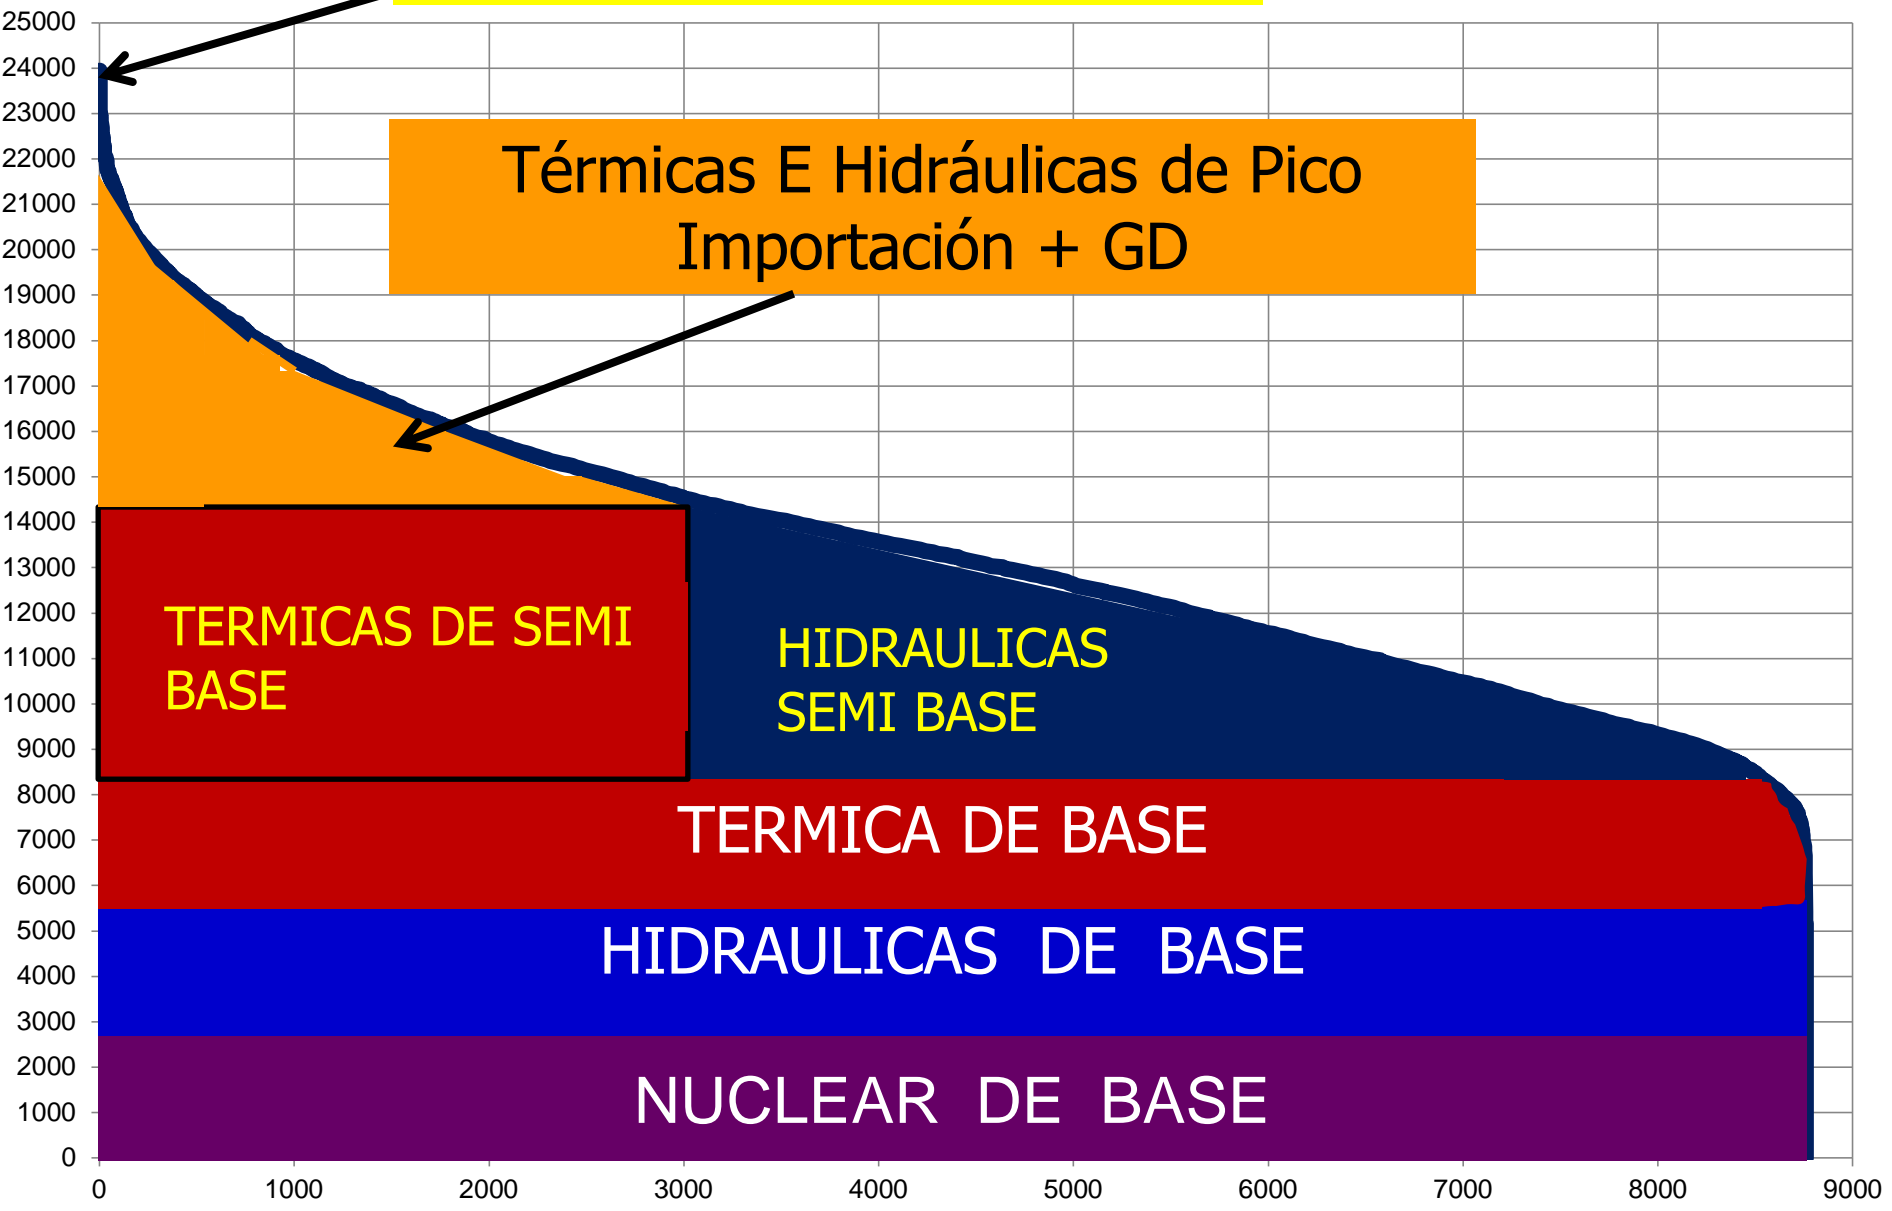 25000
24000
23000
22000
21000
20000
19000
18000
17000
16000
15000
14000
13000
12000
11000
10000
9000
8000
7000
6000
5000
4000
3000
2000
1000
0
Térmicas E Hidráulicas de Pico
Importación + GD
TERMICAS DE SEMI
BASE
HIDRAULICAS
SEMI BASE
TERMICA DE BASE
HIDRAULICAS DE BASE
NUCLEAR DE BASE
0 1000 2000 3000 4000 5000 6000 7000 8000 9000